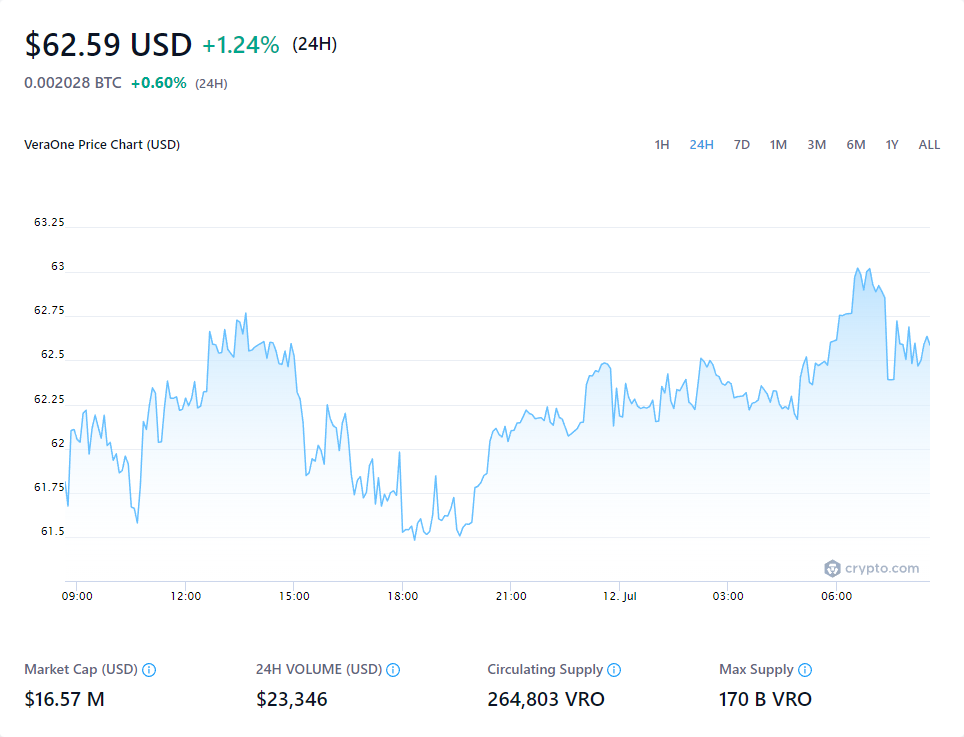 $62.59 USD +1.24% (24H)
0.002028 BTC +0.60% (24H)
VeraOne Price Chart (USD) 1H 24H 7D 1M 3M 6M 1Y ALL
63.25
63
62.75
62.5
62.25
62
61.75
61.5
crypto.com
09:00 12:00 15:00 18:00 21:00 12. Jul 03:00 06:00
Market Cap (USD) 24H VOLUME (USD) Circulating Supply Max Supply
$16.57 M $23,346 264,803 VRO 170 B VRO